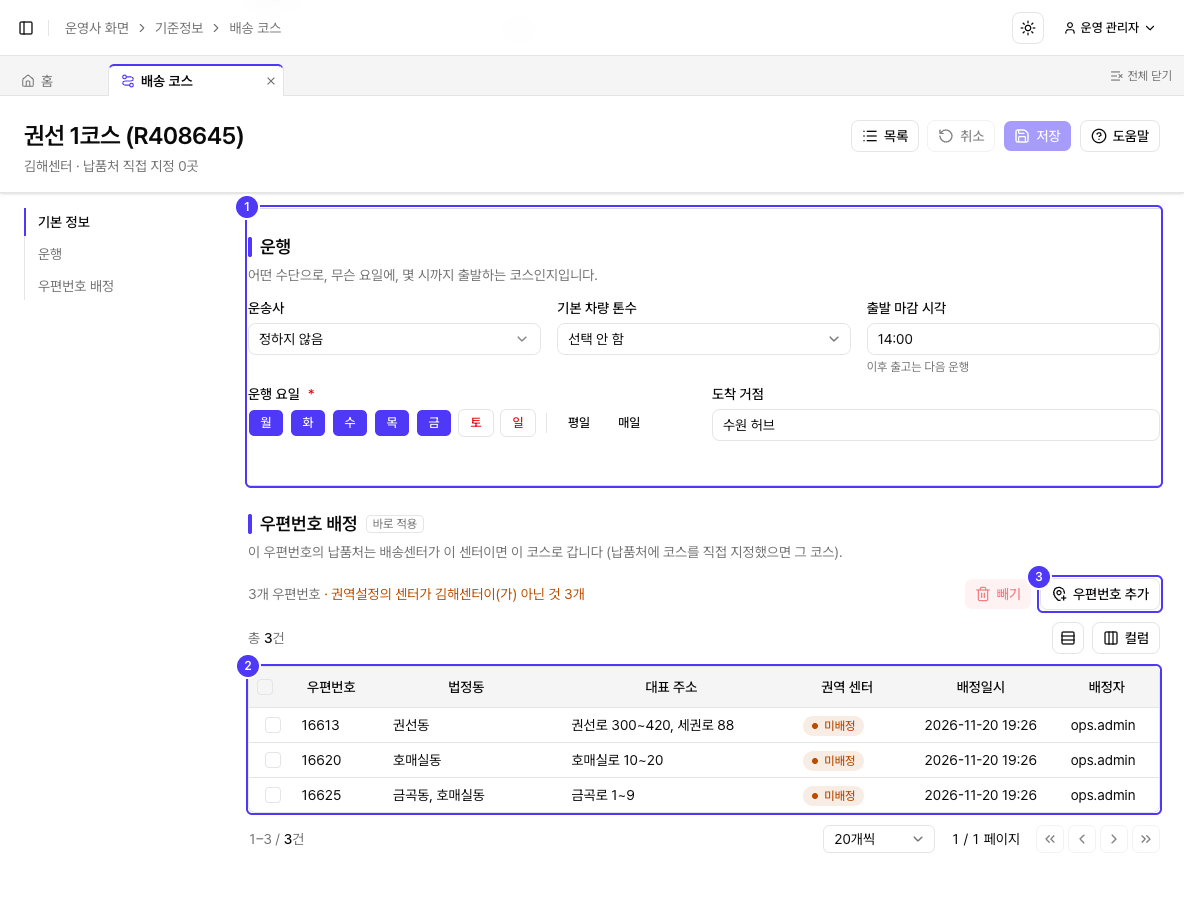 운영사 화면 > 기준정보 > 배송 코스
운영 관리자
홈
배송 코스
전체 닫기
권선 1코스 (R408645)
김해센터 · 납품처 직접 지정 0곳
목록
취소
저장
도움말
기본 정보
운행
우편번호 배정
1
운행
어떤 수단으로, 무슨 요일에, 몇 시까지 출발하는 코스인지입니다.
운송사
기본 차량 톤수
출발 마감 시각
정하지 않음
선택 안 함
14:00
이후 출고는 다음 운행
운행 요일 *
도착 거점
월 화 수 목 금 토 일 평일 매일
수원 허브
우편번호 배정 바로 적용
이 우편번호의 납품처는 배송센터가 이 센터이면 이 코스로 갑니다 (납품처에 코스를 직접 지정했으면 그 코스).
3개 우편번호 · 권역설정의 센터가 김해센터이(가) 아닌 것 3개
빼기
3
우편번호 추가
총 3건
컬럼
2
우편번호 법정동 대표 주소 권역 센터 배정일시 배정자
16613 권선동 권선로 300~420, 세권로 88 미배정 2026-11-20 19:26 ops.admin
16620 호매실동 호매실로 10~20 미배정 2026-11-20 19:26 ops.admin
16625 금곡동, 호매실동 금곡로 1~9 미배정 2026-11-20 19:26 ops.admin
1–3 / 3건
20개씩
1 / 1 페이지